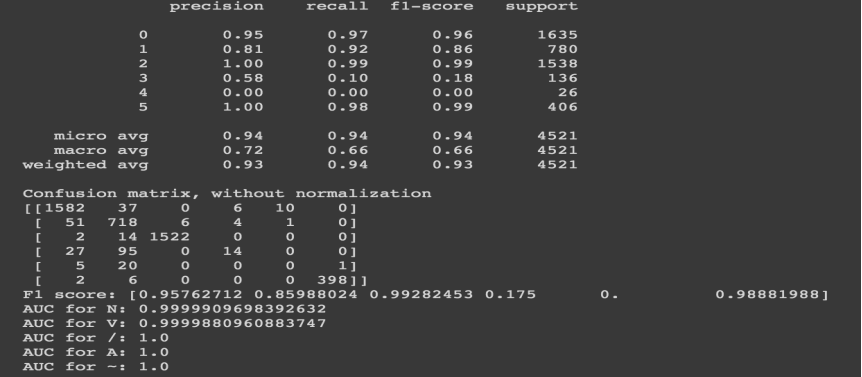 precision recall f1-score support
0 0.95 0.97 0.96 1635
1 0.81 0.92 0.86 780
2 1.00 0.99 0.99 1538
3 0.58 0.10 0.18 136
4 0.00 0.00 0.00 26
5 1.00 0.98 0.99 406
micro avg 0.94 0.94 0.94 4521
macro avg 0.72 0.66 0.66 4521
weighted avg 0.93 0.94 0.93 4521
Confusion matrix, without normalization
[[1582 37 0 6 10 0]
[ 51 718 6 4 1 0]
[ 2 14 1522 0 0 0]
[ 27 95 0 14 0 0]
[ 5 20 0 0 0 1]
[ 2 6 0 0 0 398]]
F1 score: [0.95762712 0.85988024 0.99282453 0.175 0. 0.98881988]
AUC for N: 0.9999909698392632
AUC for V: 0.9999880960883747
AUC for /: 1.0
AUC for A: 1.0
AUC for ~: 1.0